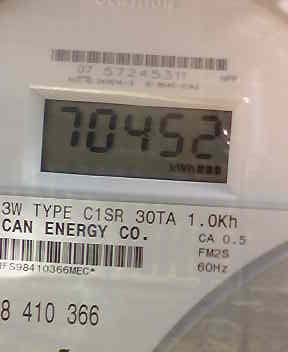 07 57245311
70452
kWh
3W TYPE C1SR 30TA 1.0Kh
CAN ENERGY CO.
CA 0.5
FM2S
60Hz
IFS98410366MEC*
8 410 366